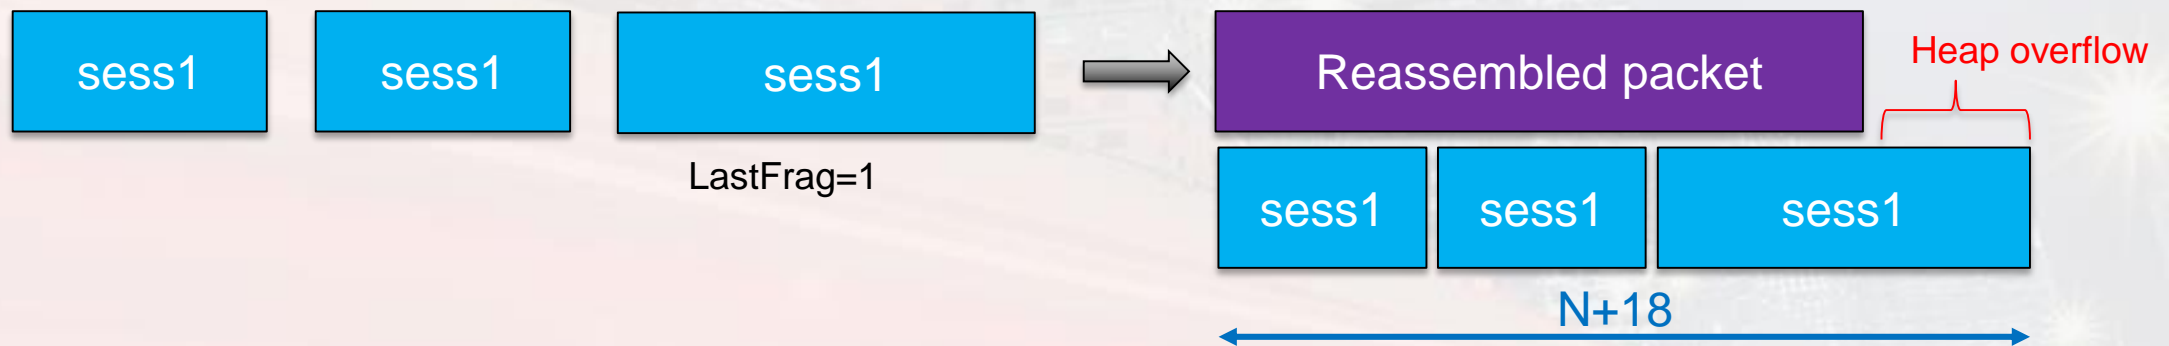 sess1
sess1
sess1
LastFrag=1
Reassembled packet
Heap overflow
sess1
sess1
sess1
N+18